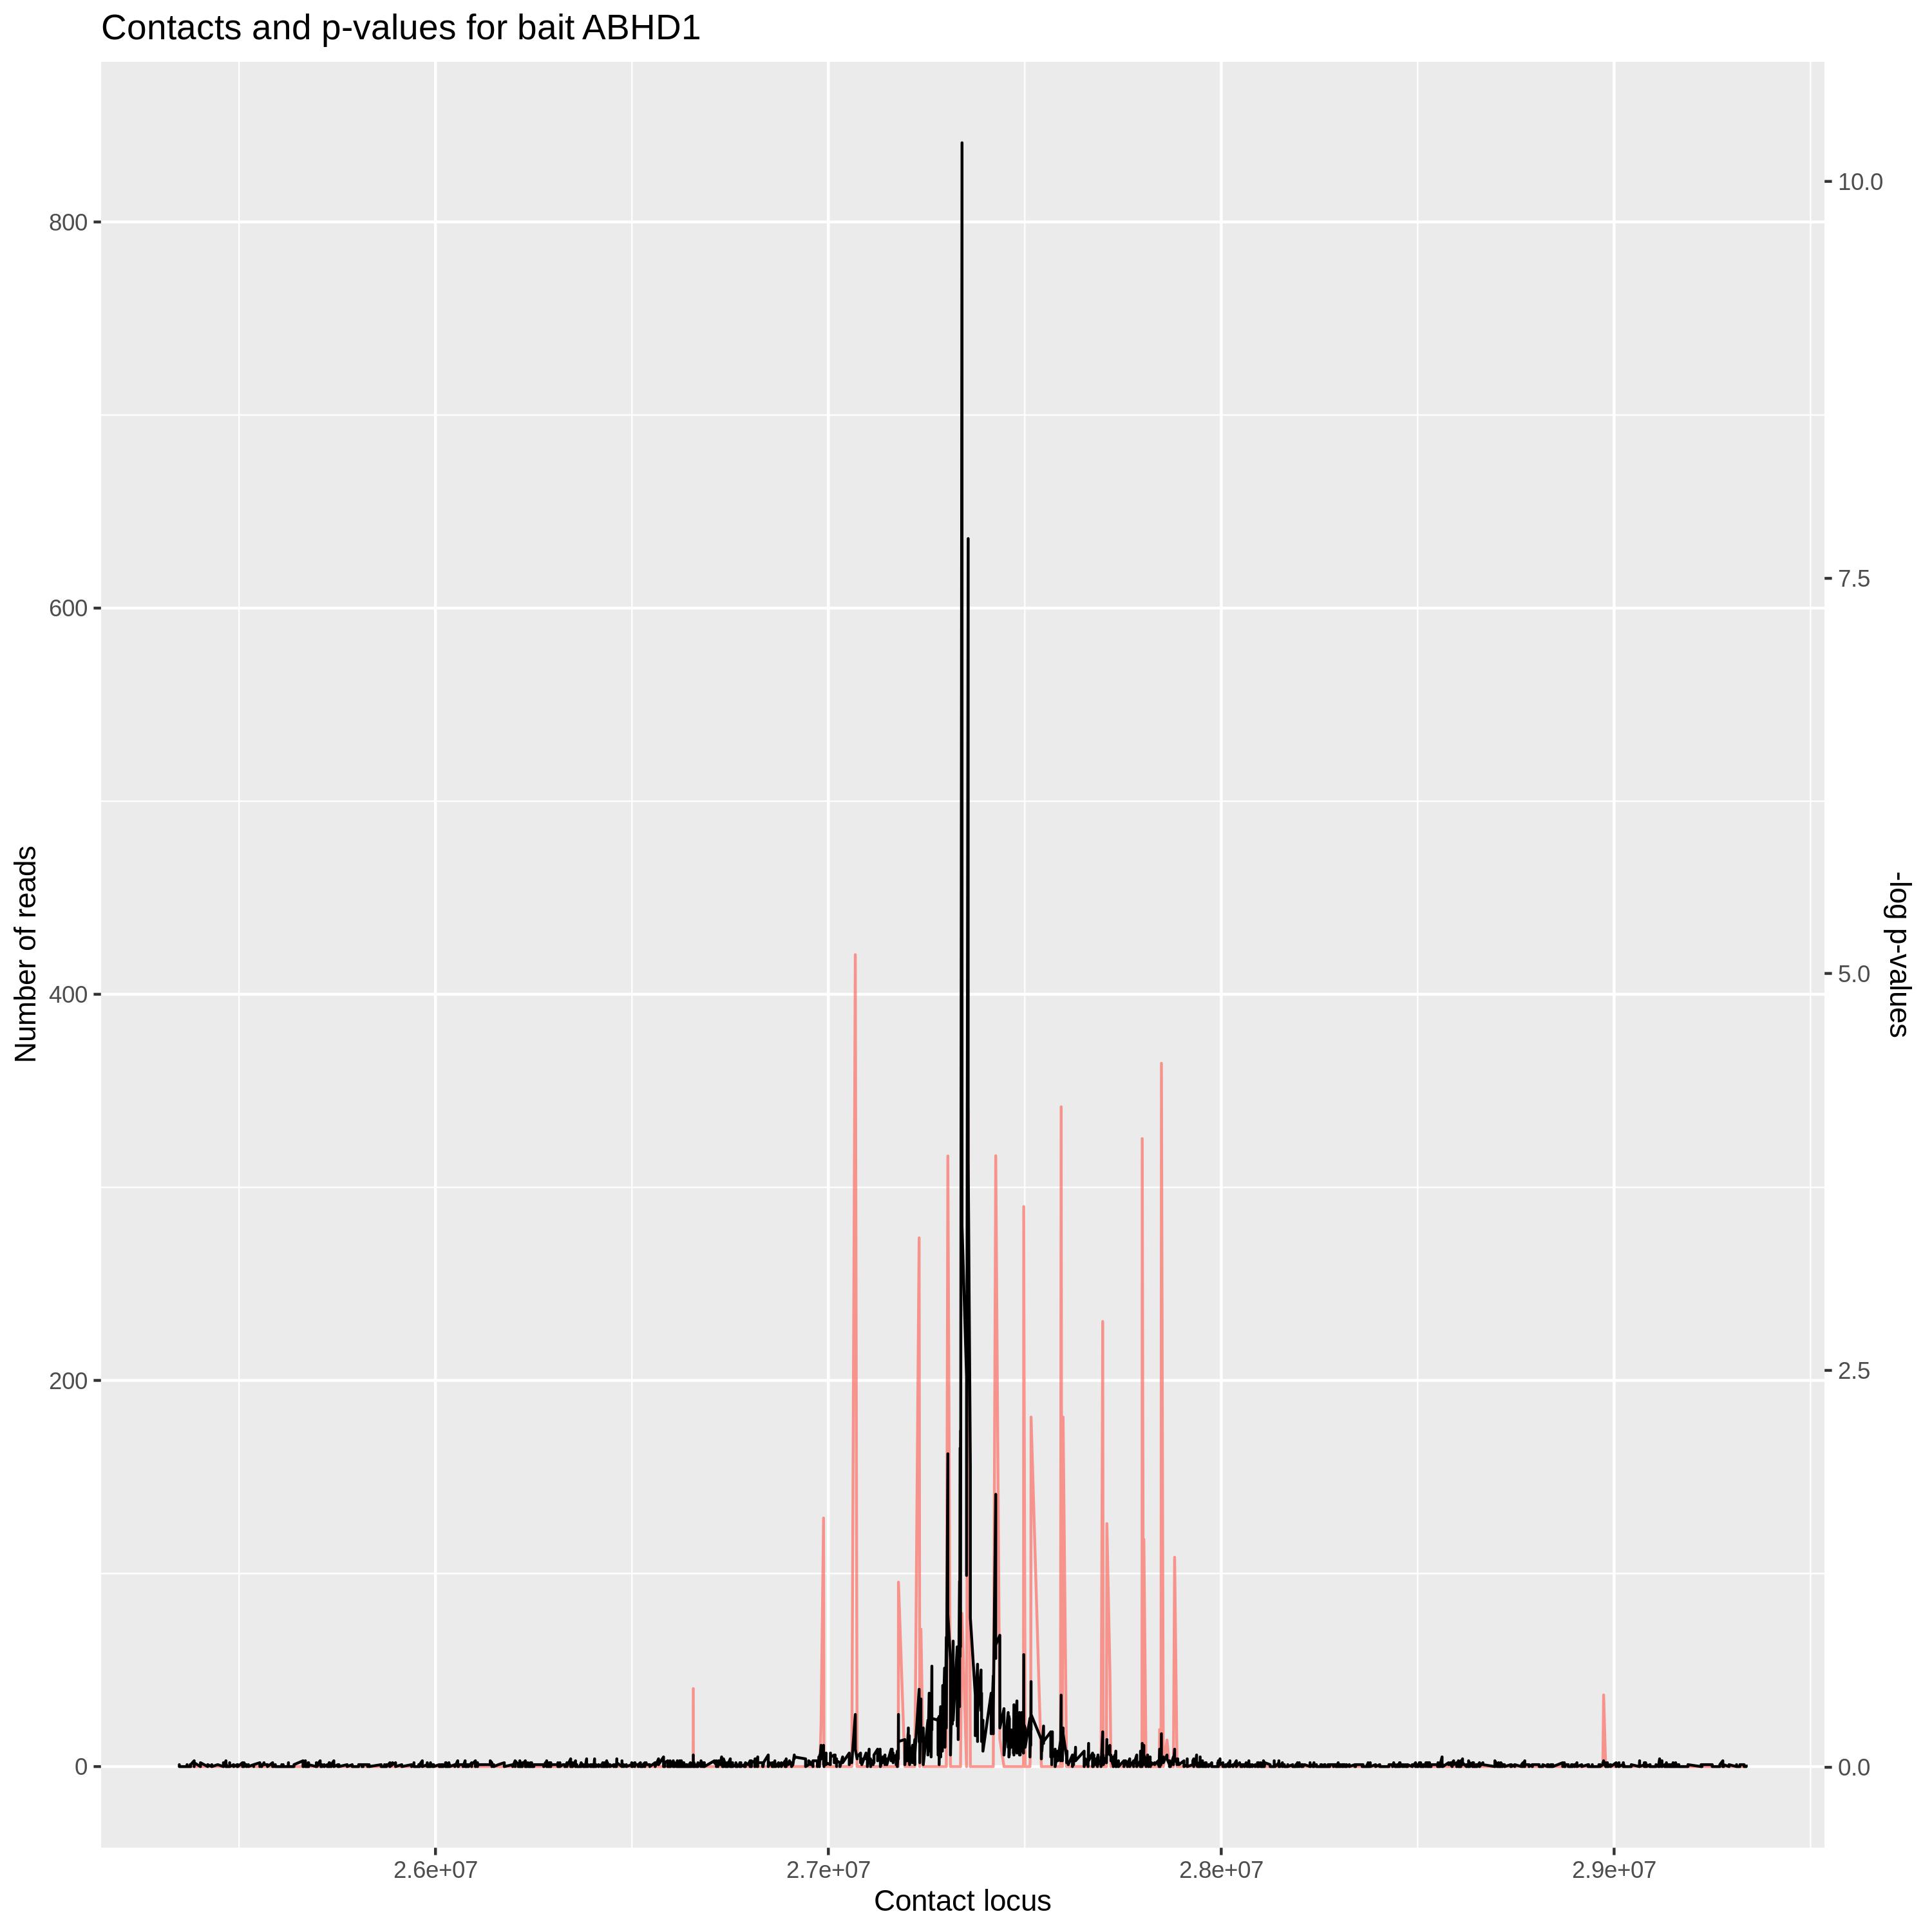 Contacts and p-values for bait ABHD1
800
600
400
200
0
10.0
7.5
5.0
2.5
0.0
Number of reads
-log p-values
2.6e+07
2.7e+07
2.8e+07
2.9e+07
Contact locus